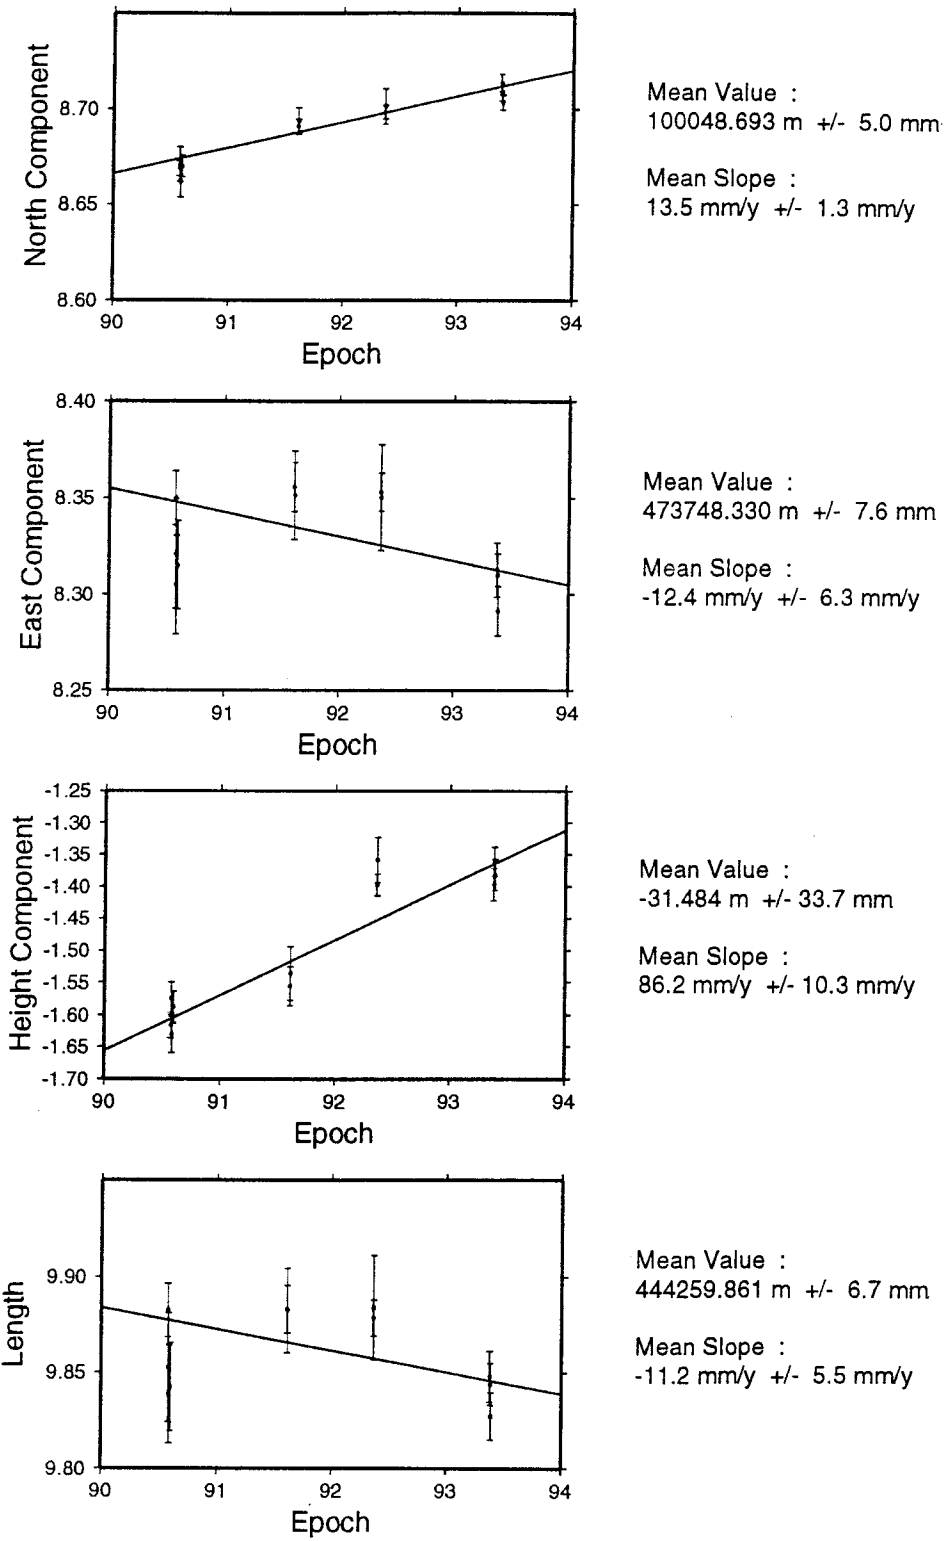 North Component
8.70
8.65
8.60
90 91 92 93 94
Epoch
Mean Value :
100048.693 m +/- 5.0 mm
Mean Slope :
13.5 mm/y +/- 1.3 mm/y
East Component
8.40
8.35
8.30
8.25
90 91 92 93 94
Epoch
Mean Value :
473748.330 m +/- 7.6 mm
Mean Slope :
-12.4 mm/y +/- 6.3 mm/y
Height Component
-1.25
-1.30
-1.35
-1.40
-1.45
-1.50
-1.55
-1.60
-1.65
-1.70
90 91 92 93 94
Epoch
Mean Value :
-31.484 m +/- 33.7 mm
Mean Slope :
86.2 mm/y +/- 10.3 mm/y
Length
9.90
9.85
9.80
90 91 92 93 94
Epoch
Mean Value :
444259.861 m +/- 6.7 mm
Mean Slope :
-11.2 mm/y +/- 5.5 mm/y